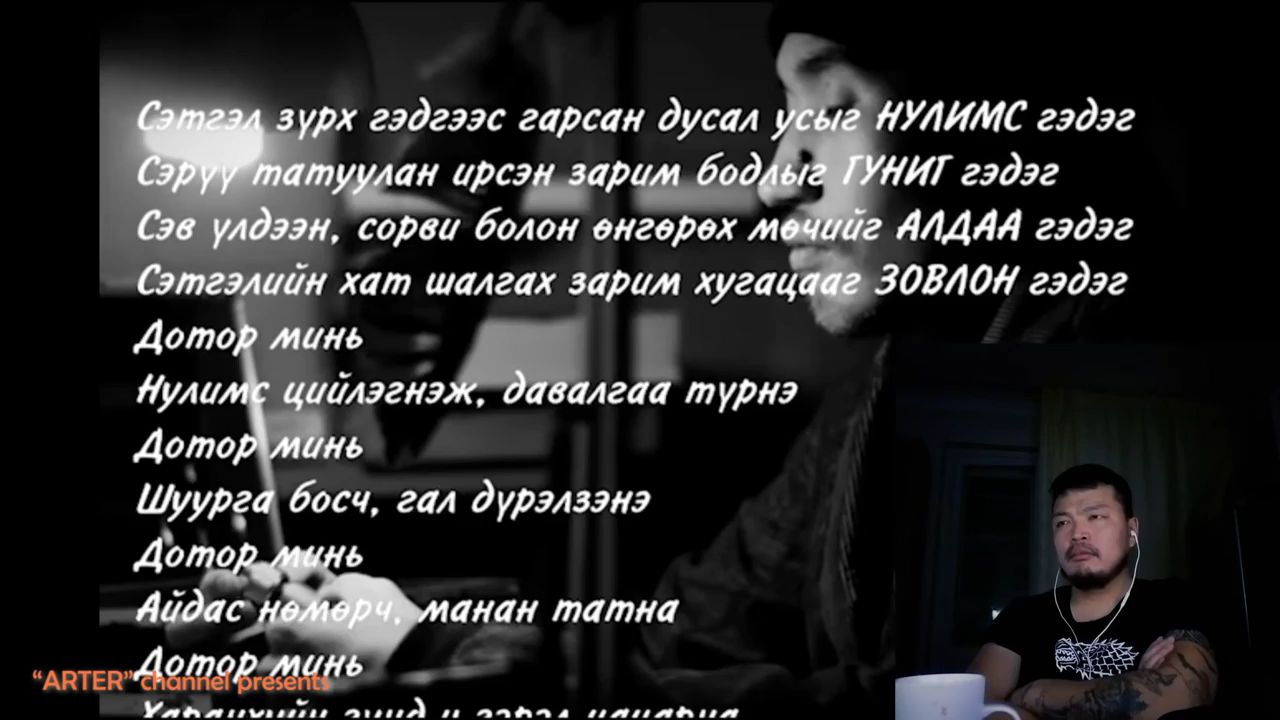 Сэтгэл зүрх гэдгээс гарсан дусал усыг НУЛИМС гэдэг
Сэрүү татуулан ирсэн зарим бодлыг ГУНИГ гэдэг
Сэв үлдээн, сорви болон өнгөрөх мөчийг АЛДАА гэдэг
Сэтгэлийн хат шалгах зарим хугацааг ЗОВЛОН гэдэг
Дотор минь
Нулимс цийлэгнэж, давалгаа түрнэ
Дотор минь
Шуурга босч, гал дүрэлзэнэ
Дотор минь
Айдас нөмөрч, манан татна
Дотор минь
"ARTER" channel presents